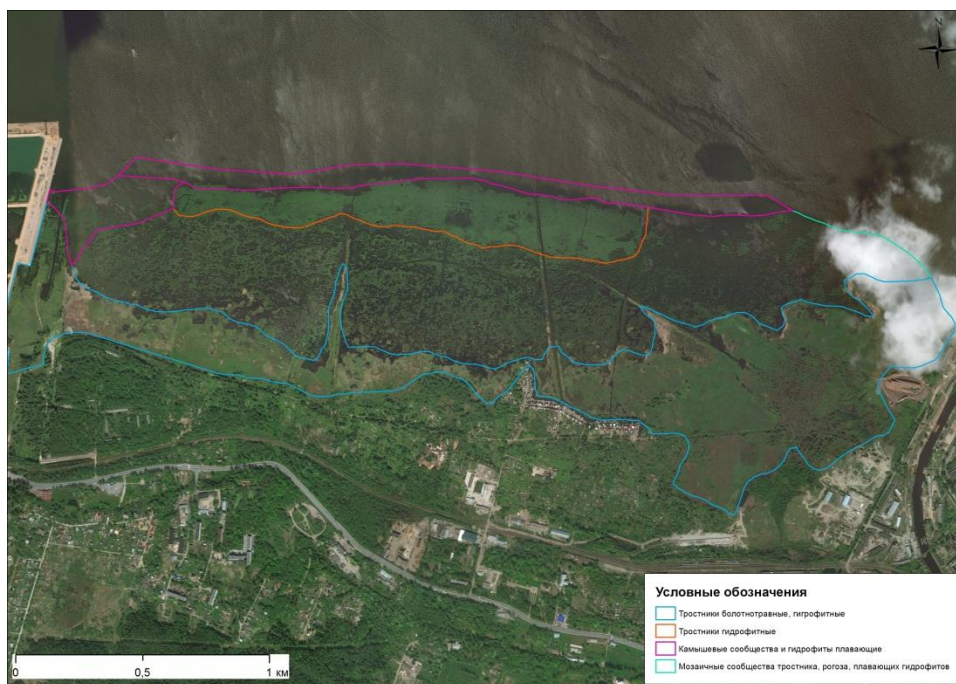 N
Условные обозначения
Тростники болотнотравные, гигрофитные
Тростники гидрофитные
Камышевые сообщества и гидрофиты плавающие
Мозаичные сообщества тростника, рогоза, плавающих гидрофитов
0 0,5 1 км